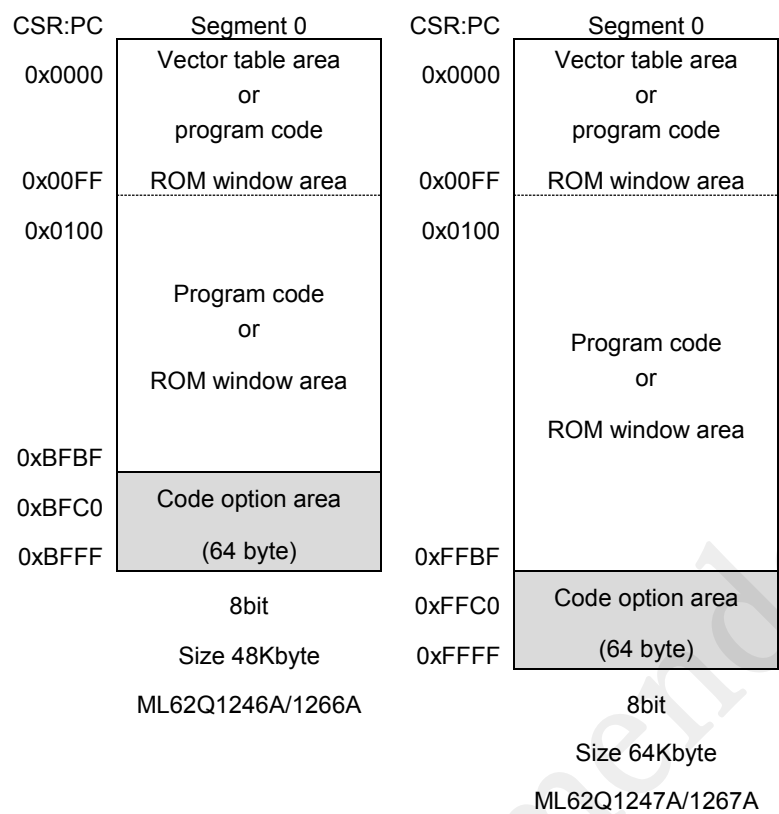 CSR:PC Segment 0
0x0000 Vector table area
or
program code
0x00FF ROM window area
0x0100
Program code
or
ROM window area
0xBFBF
0xBFC0 Code option area
0xBFFF (64 byte)
8bit
Size 48Kbyte
ML62Q1246A/1266A
CSR:PC Segment 0
0x0000 Vector table area
or
program code
0x00FF ROM window area
0x0100
Program code
or
ROM window area
0xFFBF
0xFFC0 Code option area
0xFFFF (64 byte)
8bit
Size 64Kbyte
ML62Q1247A/1267A